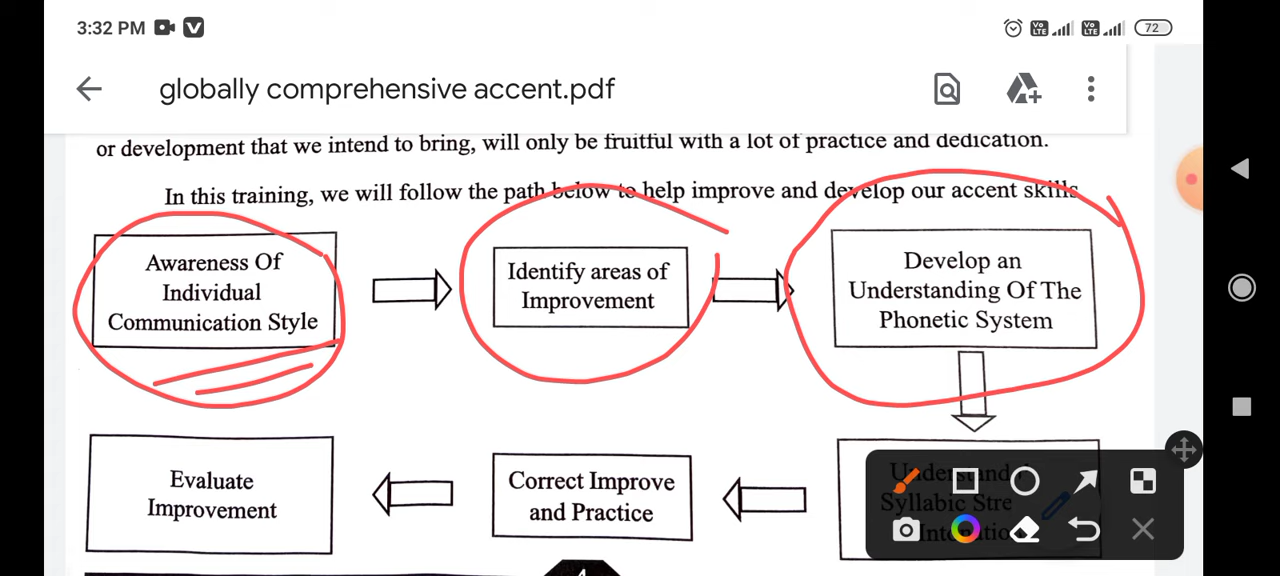 3:32 PM
72
globally comprehensive accent.pdf
or development that we intend to bring, will only be fruitful with a lot of practice and dedication.
In this training, we will follow the path below to help improve and develop our accent skills
Awareness Of
Individual
Communication Style
Identify areas of
Improvement
Develop an
Understanding Of The
Phonetic System
Evaluate
Improvement
Correct Improve
and Practice